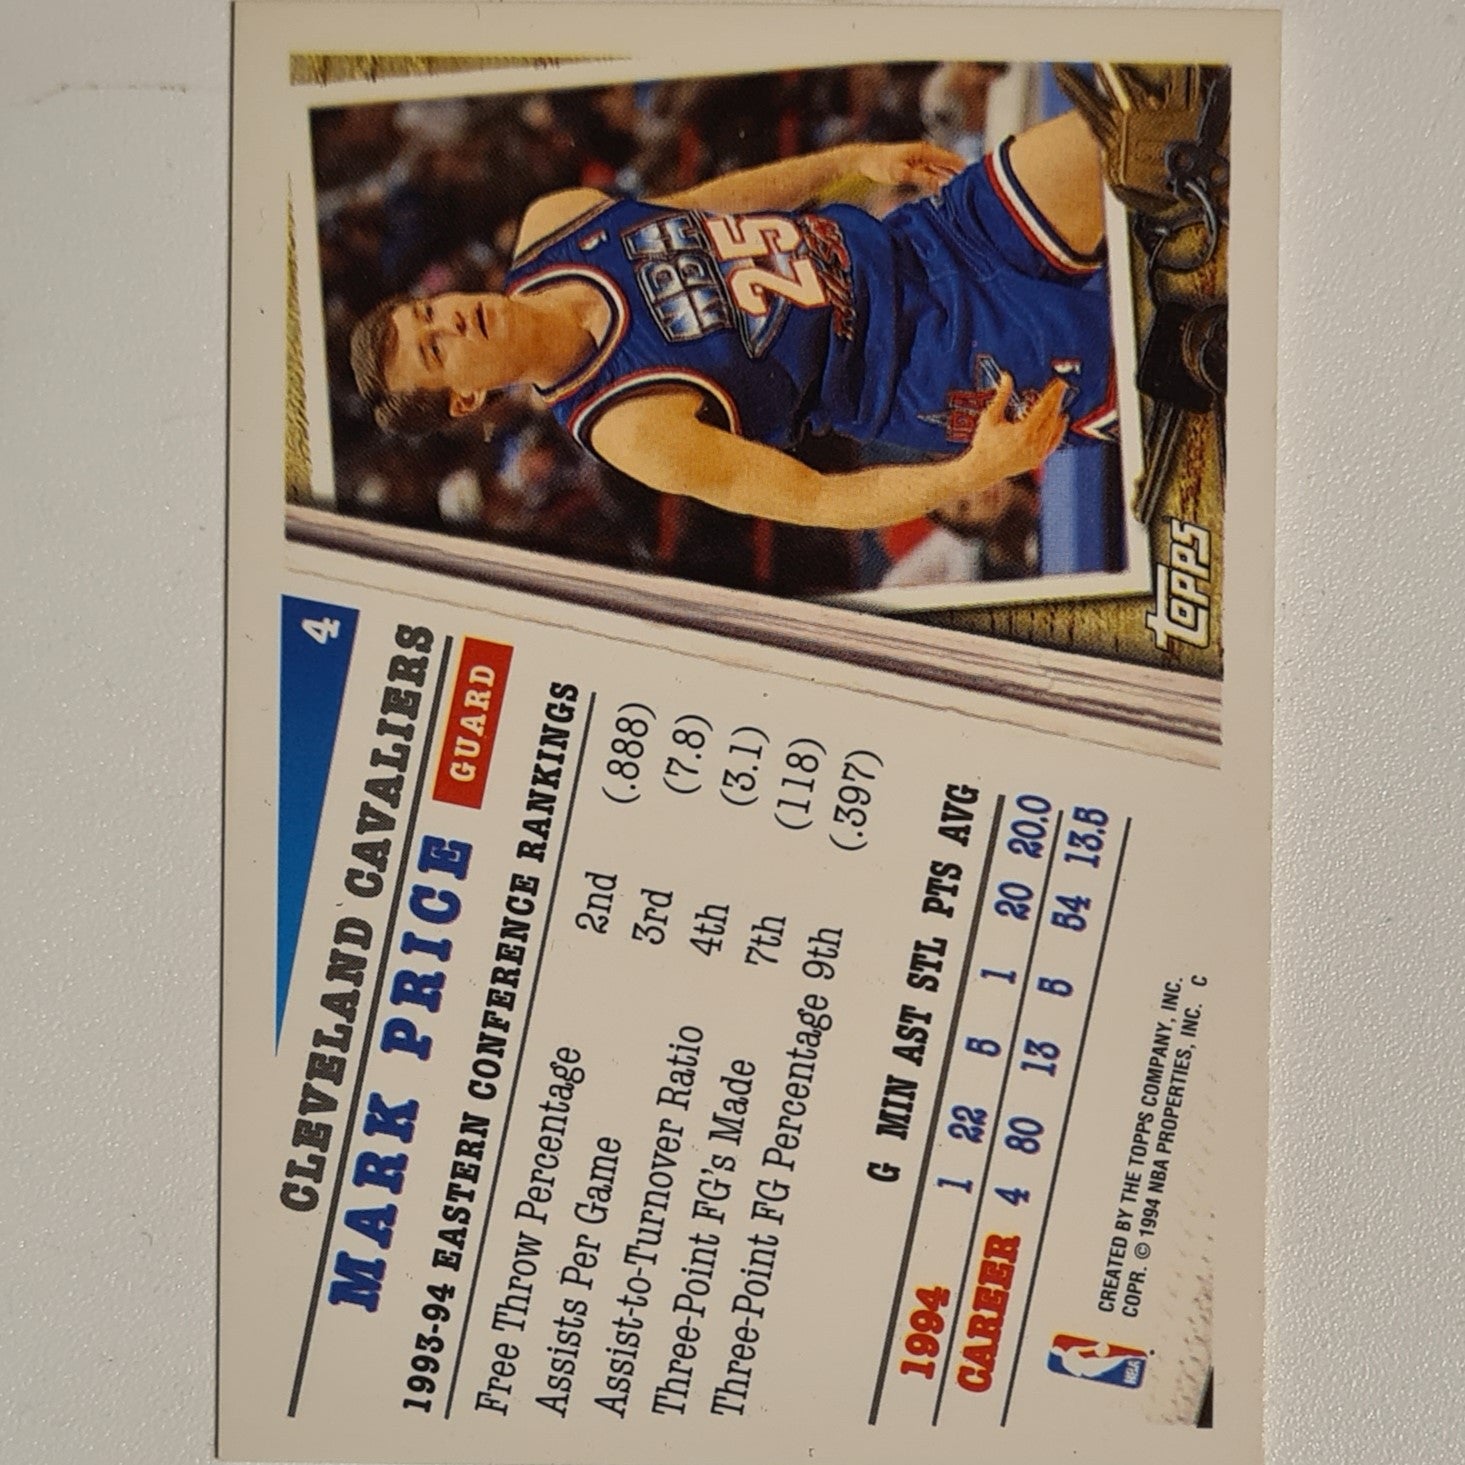 4
CLEVELAND CAVALIERS
MARK PRICE
GUARD
1993-94 EASTERN CONFERENCE RANKINGS
Free Throw Percentage 2nd (.888)
Assists Per Game 3rd (7.8)
Assist-to-Turnover Ratio 4th (3.1)
Three-Point FG's Made 7th (118)
Three-Point FG Percentage 9th (.397)
G MIN AST STL PTS AVG
1994 1 22 5 1 20 20.0
CAREER 4 80 13 5 54 13.5
NBA
CREATED BY THE TOPPS COMPANY, INC.
COPR. © 1994 NBA PROPERTIES, INC. C
NBA
25
NBA
TOPPS